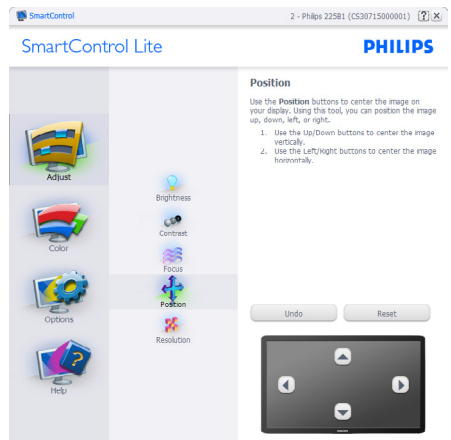 SmartControl
2 - Philips 225B1 (CS30715000001)
SmartControl Lite
PHILIPS
Adjust
Color
Options
Help
Brightness
Contrast
Focus
Position
Resolution
Position
Use the Position buttons to center the image on
your display. Using this tool, you can position the image
up, down, left, or right.
1. Use the Up/Down buttons to center the image
vertically.
2. Use the Left/Right buttons to center the image
horizontally.
Undo
Reset
PHILIPS